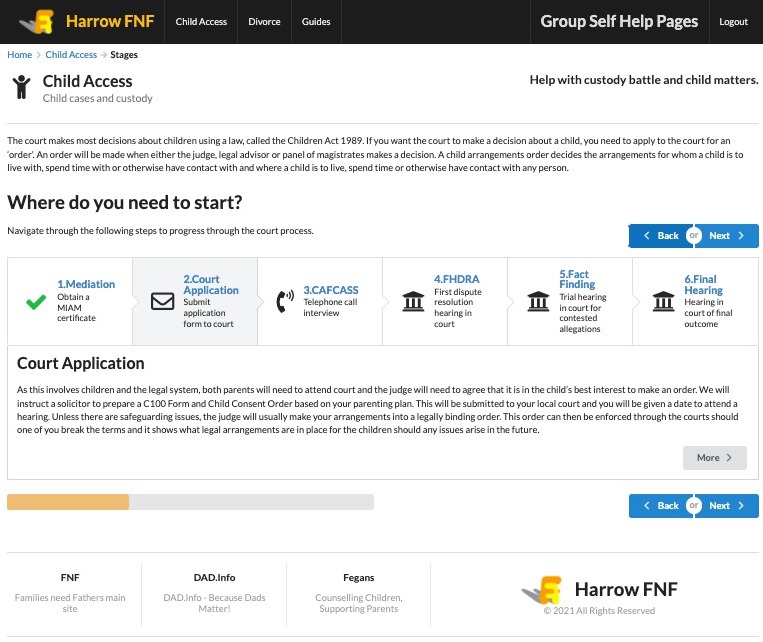 Harrow FNF
Child Access
Divorce
Guides
Group Self Help Pages
Logout
Home > Child Access > Stages
Child Access
Child cases and custody
Help with custody battle and child matters.
The court makes most decisions about children using a law, called the Children Act 1989. If you want the court to make a decision about a child, you need to apply to the court for an
'order'. An order will be made when either the judge, legal advisor or panel of magistrates makes a decision. A child arrangements order decides the arrangements for whom a child is to
live with, spend time with or otherwise have contact with and where a child is to live, spend time or otherwise have contact with any person.
Where do you need to start?
Navigate through the following steps to progress through the court process.
Back or Next
1.Mediation
Obtain a
MIAM
certificate
2.Court
Application
Submit
application
form to court
3.CAFCASS
Telephone call
interview
4.FHDRA
First dispute
resolution
hearing in
court
5.Fact
Finding
Trial hearing
in court for
contested
allegations
6.Final
Hearing
Hearing in
court of final
outcome
Court Application
As this involves children and the legal system, both parents will need to attend court and the judge will need to agree that it is in the child's best interest to make an order. We will
instruct a solicitor to prepare a C100 Form and Child Consent Order based on your parenting plan. This will be submitted to your local court and you will be given a date to attend a
hearing. Unless there are safeguarding issues, the judge will usually make your arrangements into a legally binding order. This order can then be enforced through the courts should
one of you break the terms and it shows what legal arrangements are in place for the children should any issues arise in the future.
More
Back or Next
FNF
Families need Fathers main
site
DAD.Info
DAD.Info - Because Dads
Matter!
Fegans
Counselling Children,
Supporting Parents
Harrow FNF
© 2021 All Rights Reserved